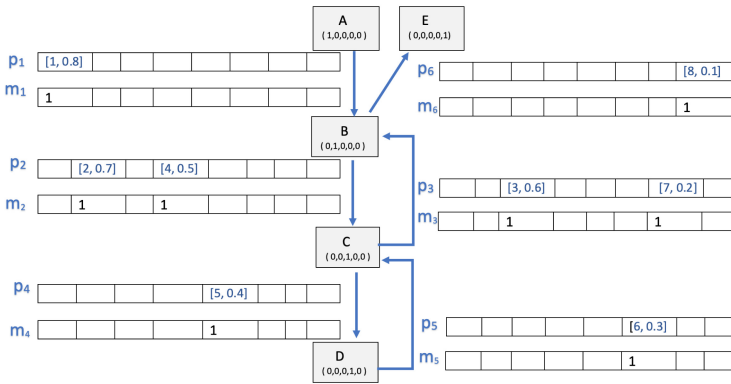 A
( 1,0,0,0,0 )
E
( 0,0,0,0,1)
p1 [1, 0.8]
m1 1
p6 [8, 0.1]
m6 1
B
( 0,1,0,0,0 )
p2 [2, 0.7] [4, 0.5]
m2 1 1
p3 [3, 0.6] [7, 0.2]
m3 1 1
C
( 0,0,1,0,0 )
p4 [5, 0.4]
m4 1
p5 [6, 0.3]
m5 1
D
( 0,0,0,1,0 )